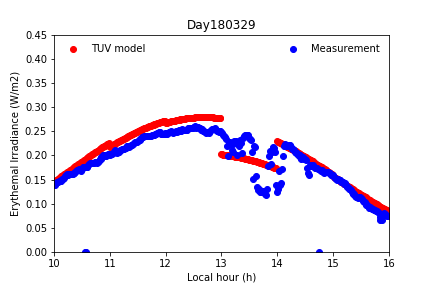 Day180329
TUV model
Measurement
Erythemal Irradiance (W/m2)
0.45
0.40
0.35
0.30
0.25
0.20
0.15
0.10
0.05
0.00
10 11 12 13 14 15 16
Local hour (h)